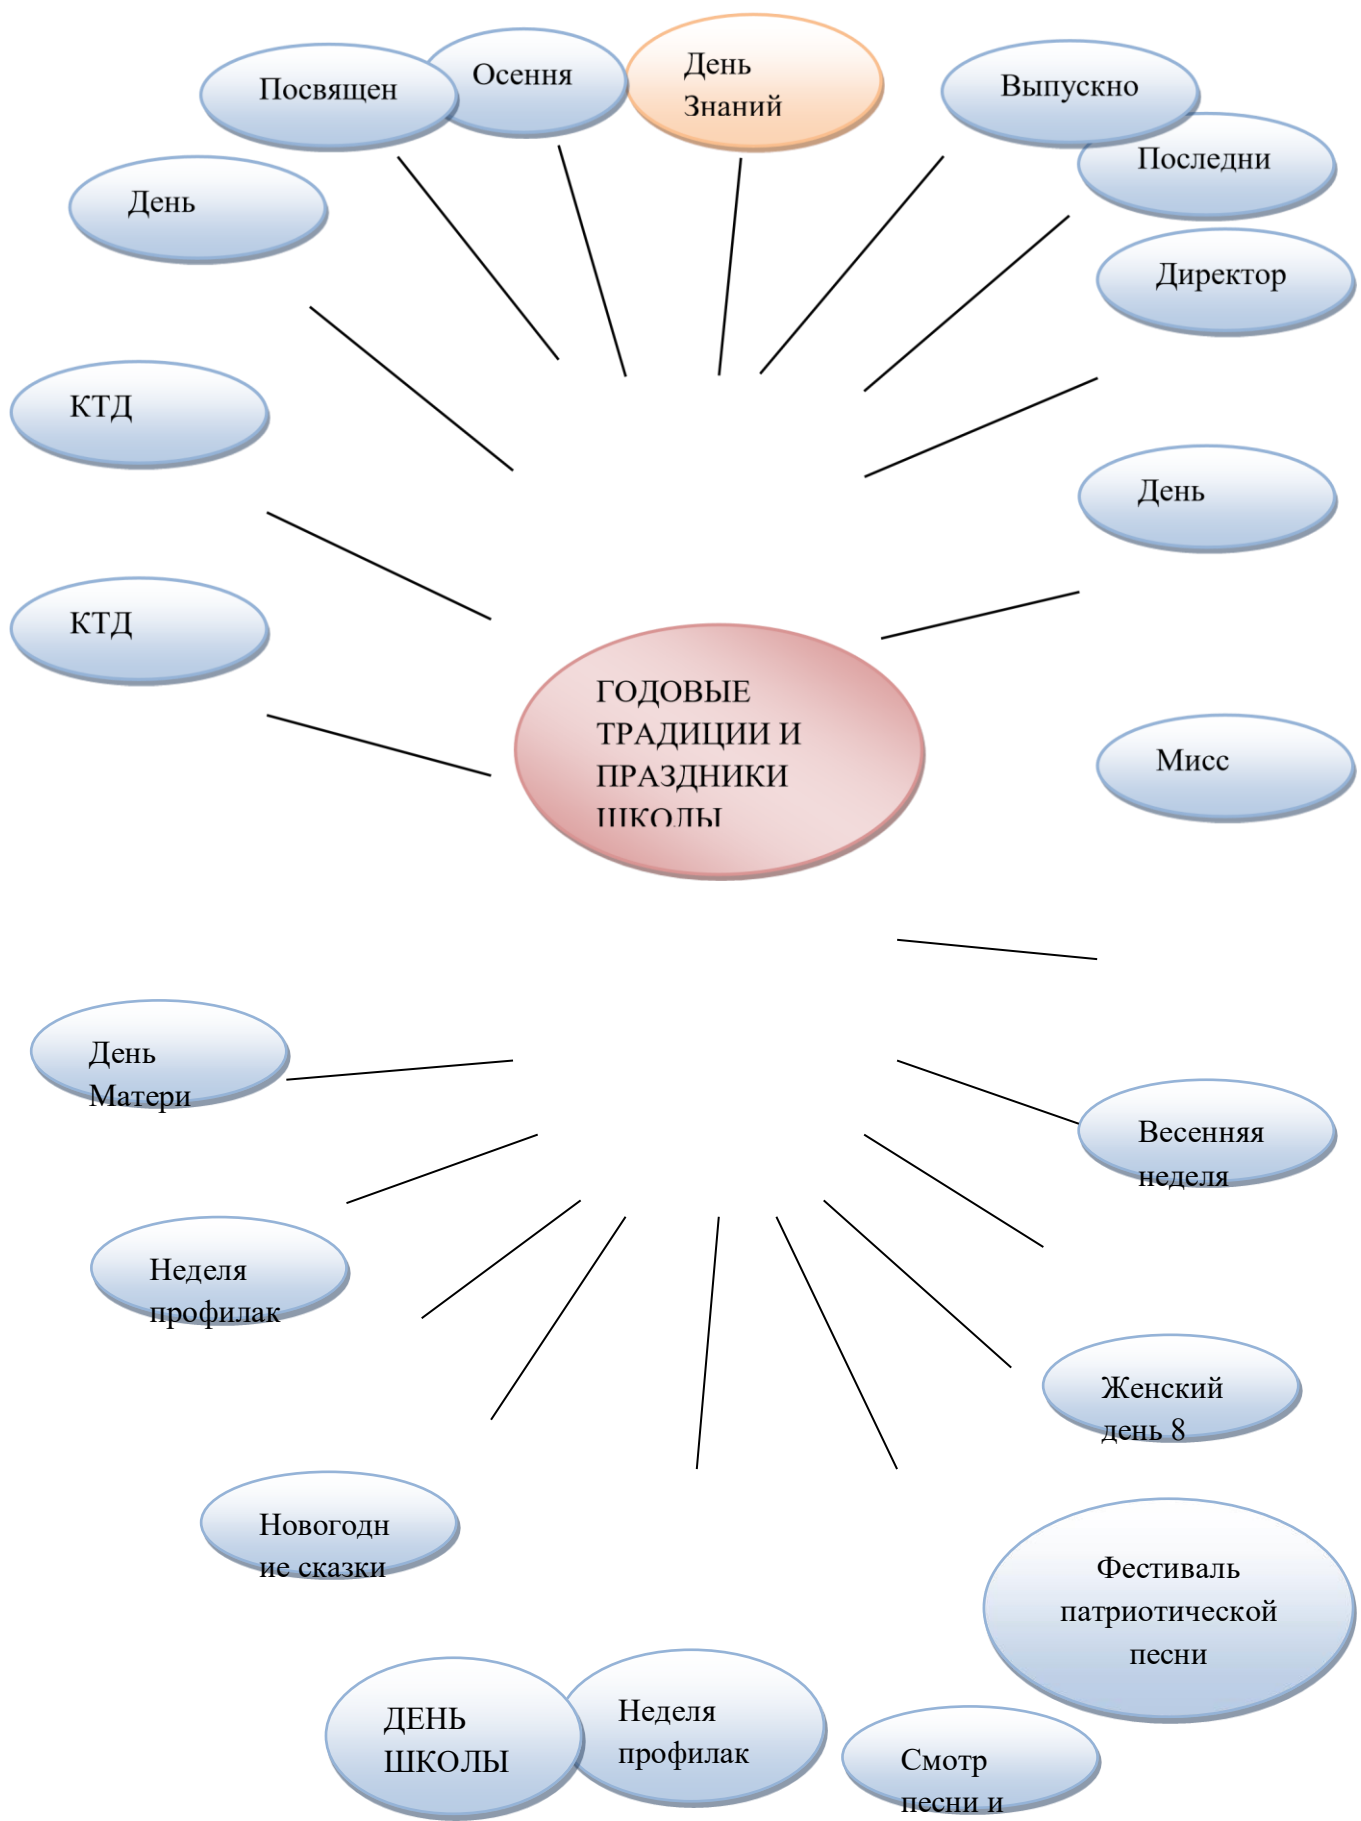 День
Знаний
Осення
Посвящен
Выпускно
Последни
День
Директор
КТД
День
КТД
ГОДОВЫЕ
ТРАДИЦИИ И
ПРАЗДНИКИ
ШКОЛЫ
Мисс
День
Матери
Весенняя
неделя
Неделя
профилак
Женский
день 8
Новогодн
ие сказки
Фестиваль
патриотической
песни
ДЕНЬ
ШКОЛЫ
Неделя
профилак
Смотр
песни и